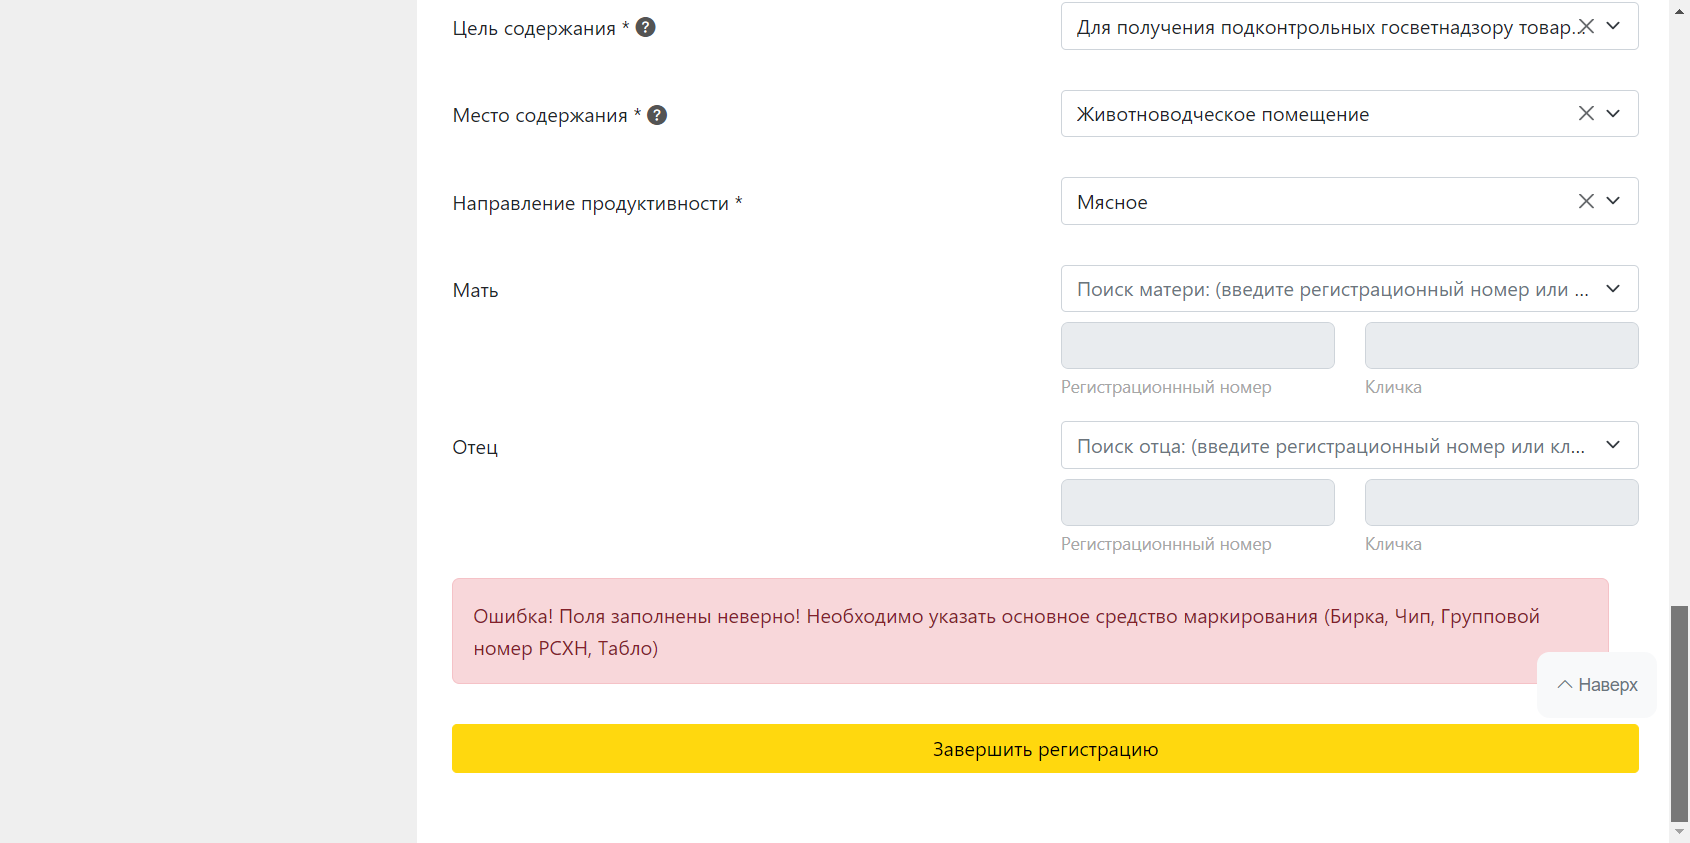 Цель содержания * ?
Для получения подконтрольных госветнадзору товар...
Место содержания * ?
Животноводческое помещение
Направление продуктивности *
Мясное
Мать
Поиск матери: (введите регистрационный номер или ...
Регистрационнный номер
Кличка
Отец
Поиск отца: (введите регистрационный номер или кл...
Регистрационнный номер
Кличка
Ошибка! Поля заполнены неверно! Необходимо указать основное средство маркирования (Бирка, Чип, Групповой
номер РСХН, Табло)
Наверх
Завершить регистрацию